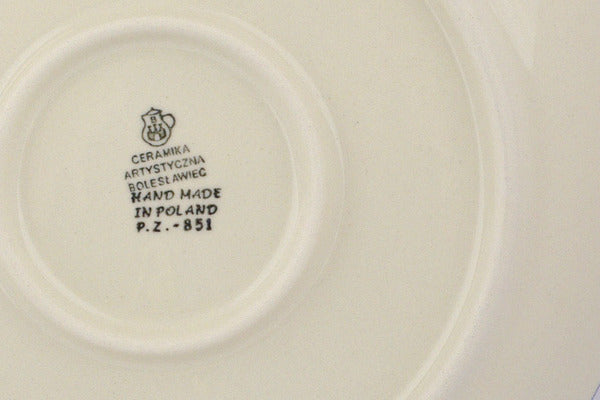 CERAMIKA
ARTYSTYCZNA
BOLESŁAWIEC
HAND MADE
IN POLAND
P.Z.-851